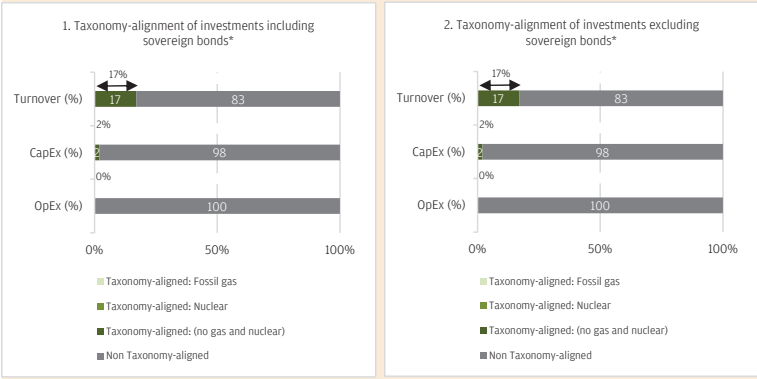 1. Taxonomy-alignment of investments including
sovereign bonds*
17%
Turnover (%)
17
83
2%
CapEx (%)
2
98
0%
OpEx (%)
100
0%
50%
100%
Taxonomy-aligned: Fossil gas
Taxonomy-aligned: Nuclear
Taxonomy-aligned: (no gas and nuclear)
Non Taxonomy-aligned
2. Taxonomy-alignment of investments excluding
sovereign bonds*
17%
Turnover (%)
17
83
2%
CapEx (%)
2
98
0%
OpEx (%)
100
0%
50%
100%
Taxonomy-aligned: Fossil gas
Taxonomy-aligned: Nuclear
Taxonomy-aligned: (no gas and nuclear)
Non Taxonomy-aligned